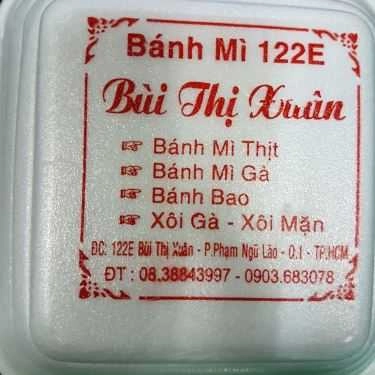 Bánh Mì 122E
Bùi Thị Xuân
☞ Bánh Mì Thịt
☞ Bánh Mì Gà
☞ Bánh Bao
☞ Xôi Gà - Xôi Mặn
ĐC: 122E Bùi Thị Xuân - P.Phạm Ngũ Lão - Q.1 - TP.HCM
ĐT : 08.38843997 - 0903.683078